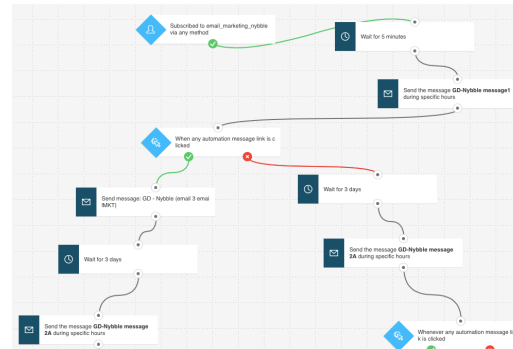 Subscribed to email_marketing_nybble
via any method
Wait for 5 minutes
Send the message GD-Nybble message1
during specific hours
When any automation message link is c
licked
Send message: GD - Nybble (email 3 emai
lMKT)
Wait for 3 days
Wait for 3 days
Send the message GD-Nybble message
2A during specific hours
Send the message GD-Nybble message
2A during specific hours
Whenever any automation message li
k is clicked